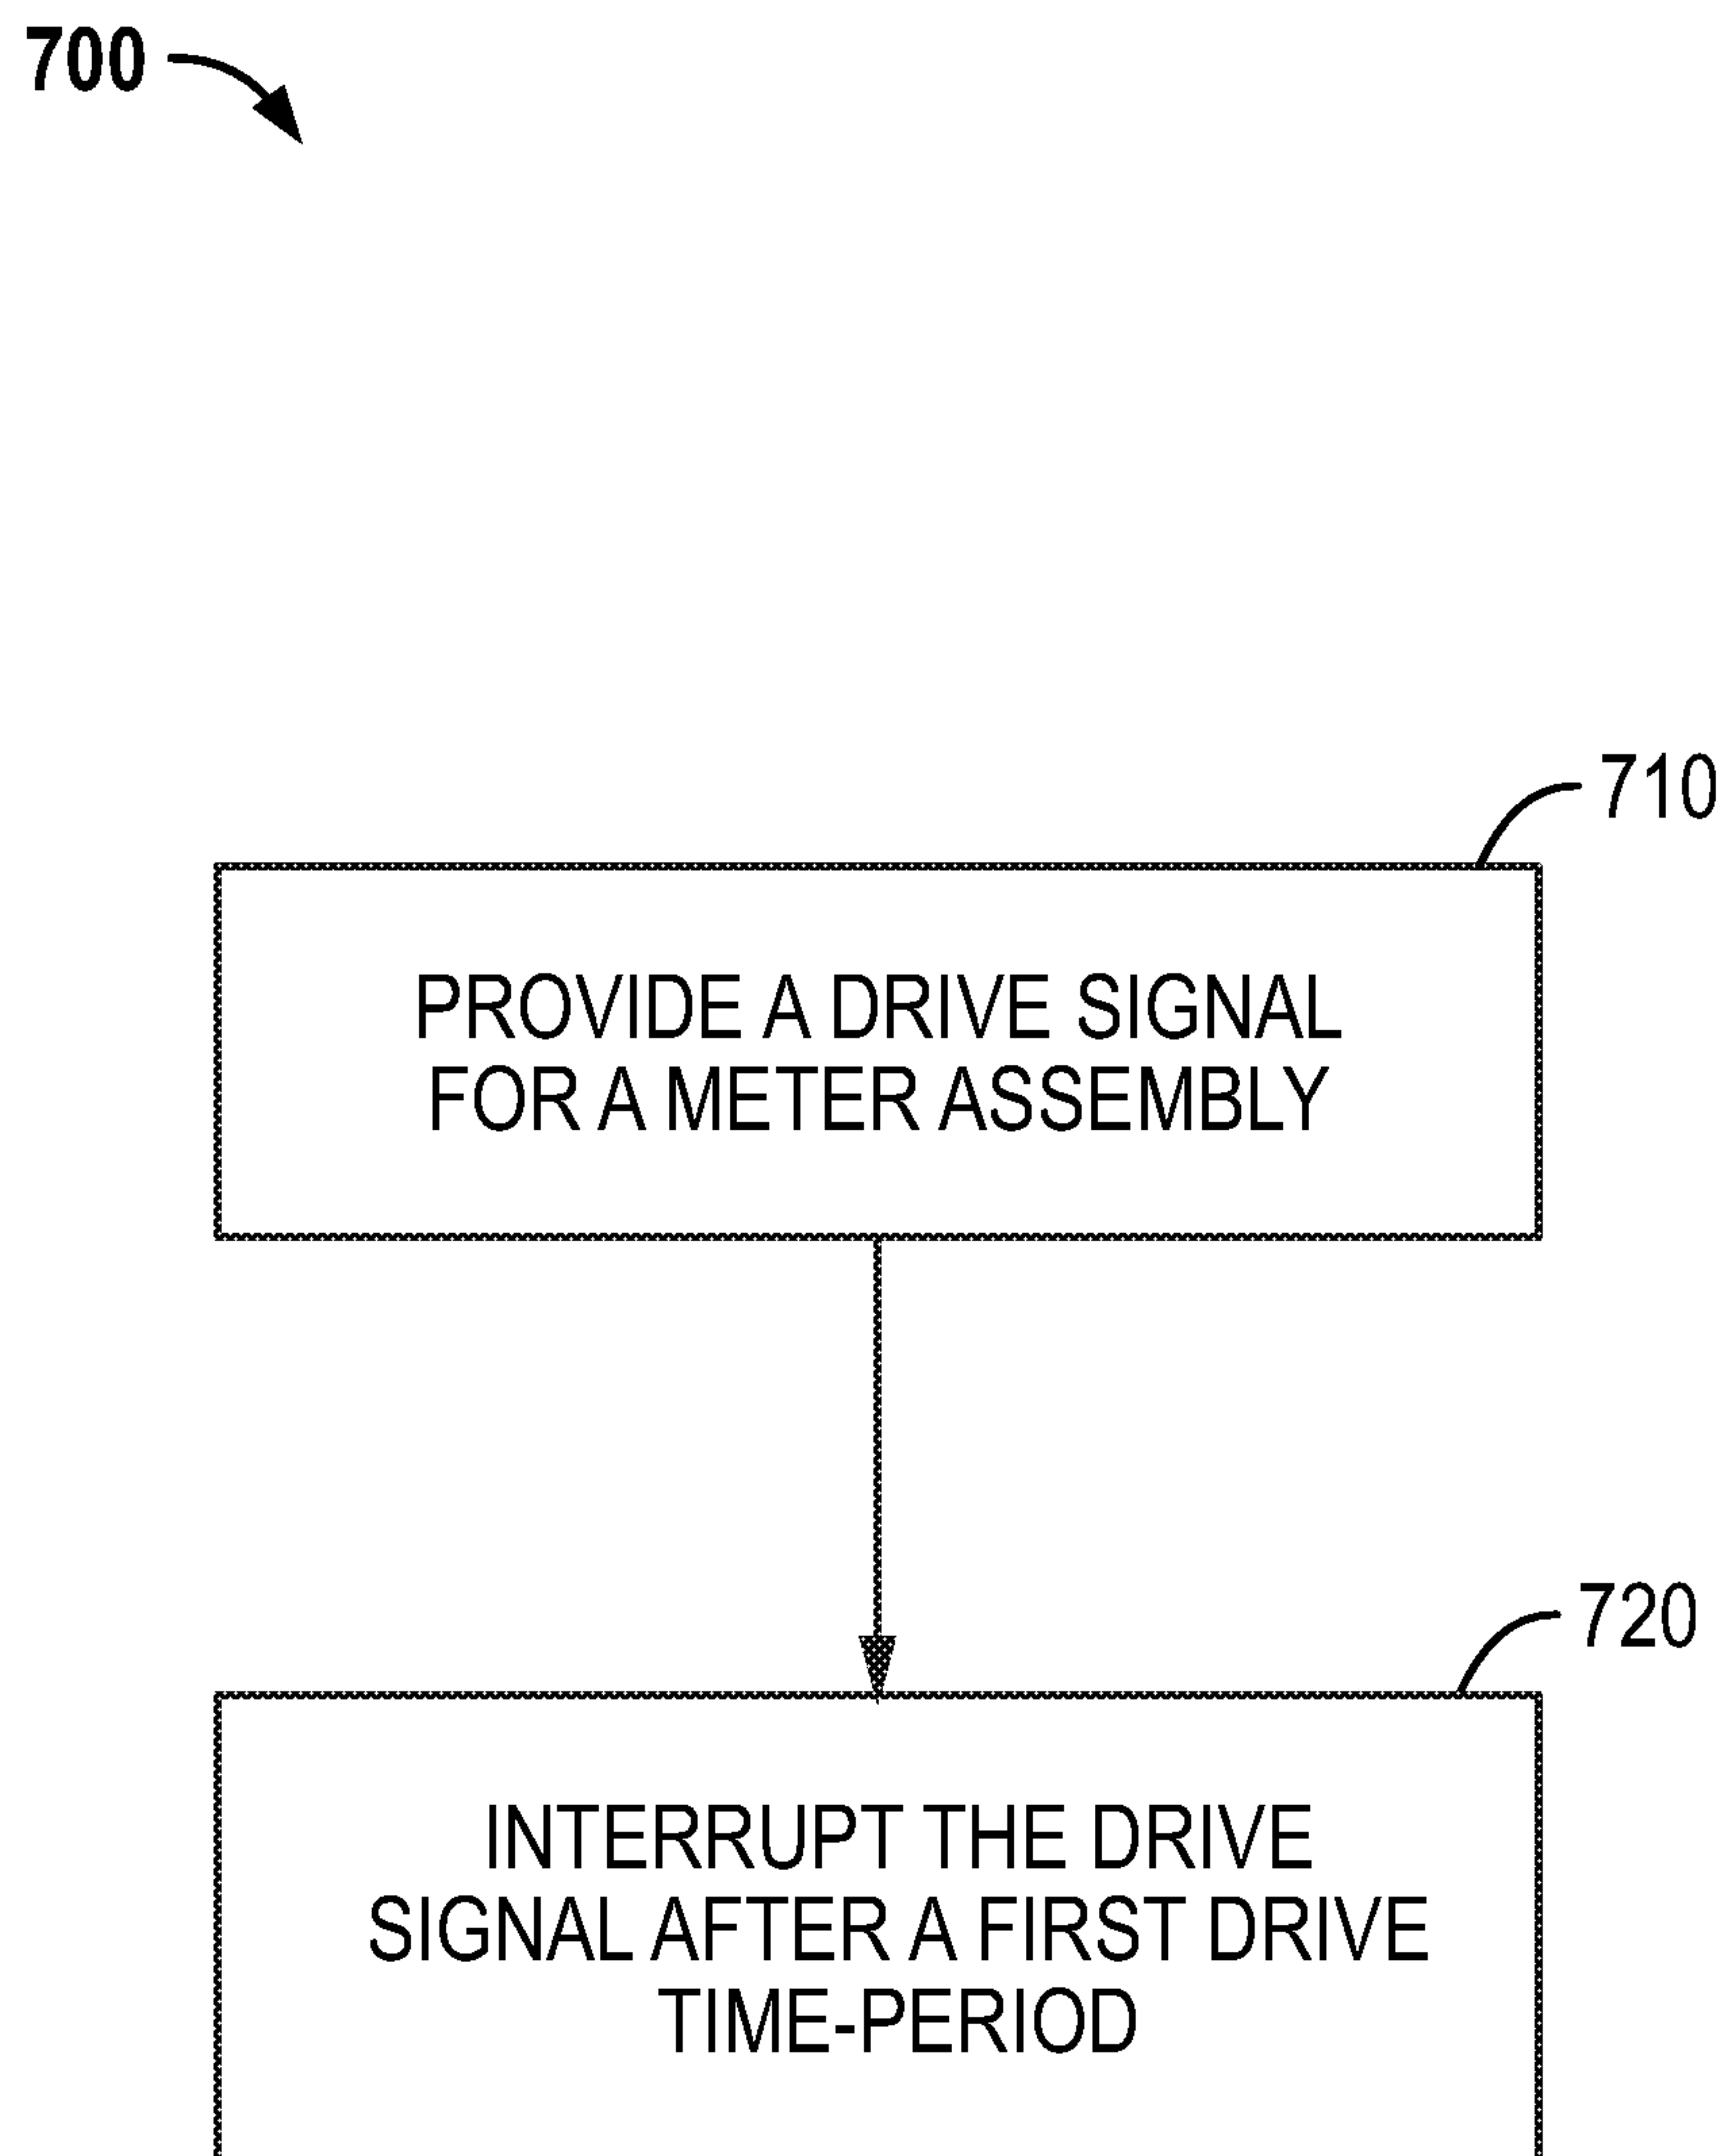 700
710
PROVIDE A DRIVE SIGNAL
FOR A METER ASSEMBLY
720
INTERRUPT THE DRIVE
SIGNAL AFTER A FIRST DRIVE
TIME-PERIOD